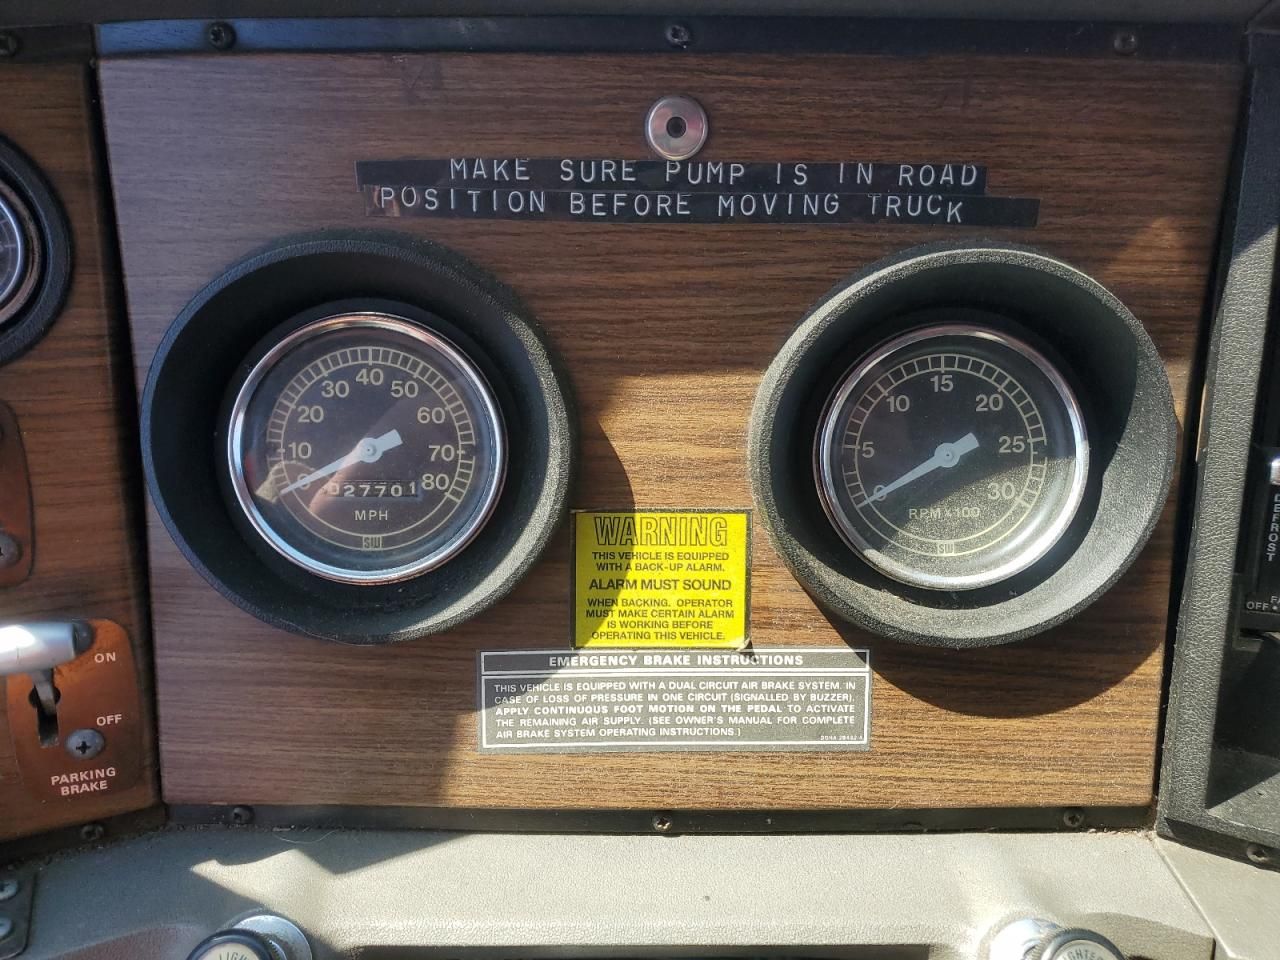 MAKE SURE PUMP IS IN ROAD
POSITION BEFORE MOVING TRUCK
0 10 20 30 40 50 60 70 80
027701
MPH
SW
0 5 10 15 20 25 30
RPM x 100
SW
WARNING
THIS VEHICLE IS EQUIPPED
WITH A BACK-UP ALARM.
ALARM MUST SOUND
WHEN BACKING. OPERATOR
MUST MAKE CERTAIN ALARM
IS WORKING BEFORE
OPERATING THIS VEHICLE.
EMERGENCY BRAKE INSTRUCTIONS
THIS VEHICLE IS EQUIPPED WITH A DUAL CIRCUIT AIR BRAKE SYSTEM. IN
CASE OF LOSS OF PRESSURE IN ONE CIRCUIT (SIGNALLED BY BUZZER),
APPLY CONTINUOUS FOOT MOTION ON THE PEDAL TO ACTIVATE
THE REMAINING AIR SUPPLY. (SEE OWNER'S MANUAL FOR COMPLETE
AIR BRAKE SYSTEM OPERATING INSTRUCTIONS.)
ON
OFF
PARKING
BRAKE
OFF